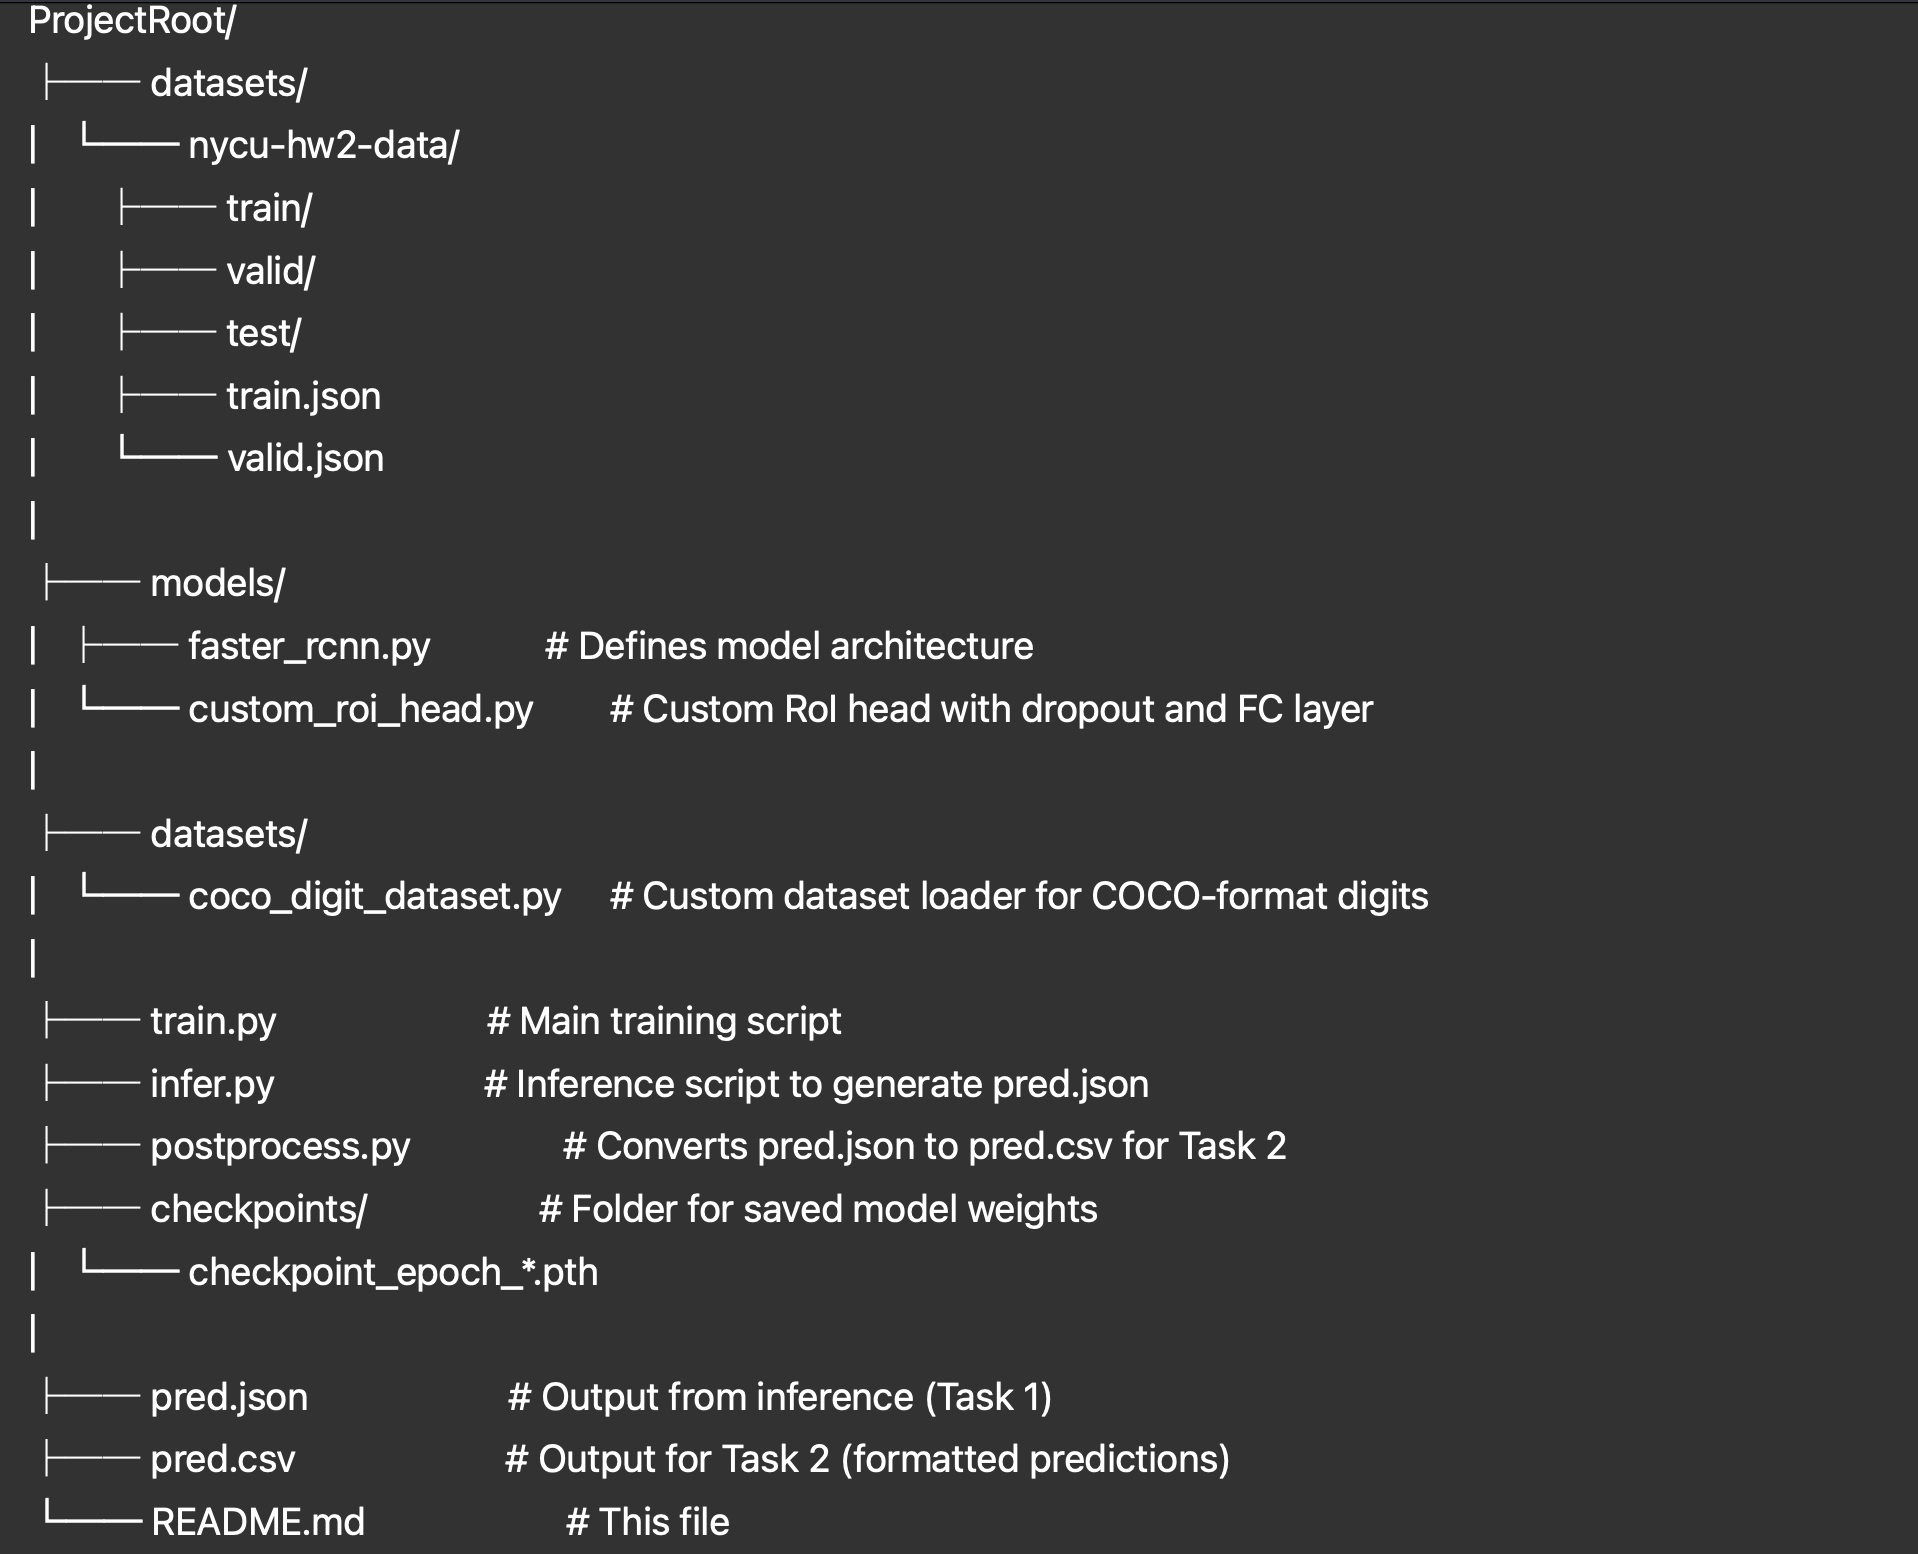 ProjectRoot/
├── datasets/
│   └── nycu-hw2-data/
│       ├── train/
│       ├── valid/
│       ├── test/
│       ├── train.json
│       └── valid.json
│
├── models/
│   ├── faster_rcnn.py          # Defines model architecture
│   └── custom_roi_head.py      # Custom RoI head with dropout and FC layer
│
├── datasets/
│   └── coco_digit_dataset.py   # Custom dataset loader for COCO-format digits
│
├── train.py                    # Main training script
├── infer.py                    # Inference script to generate pred.json
├── postprocess.py              # Converts pred.json to pred.csv for Task 2
├── checkpoints/                # Folder for saved model weights
│   └── checkpoint_epoch_*.pth
│
├── pred.json                   # Output from inference (Task 1)
├── pred.csv                    # Output for Task 2 (formatted predictions)
└── README.md                   # This file